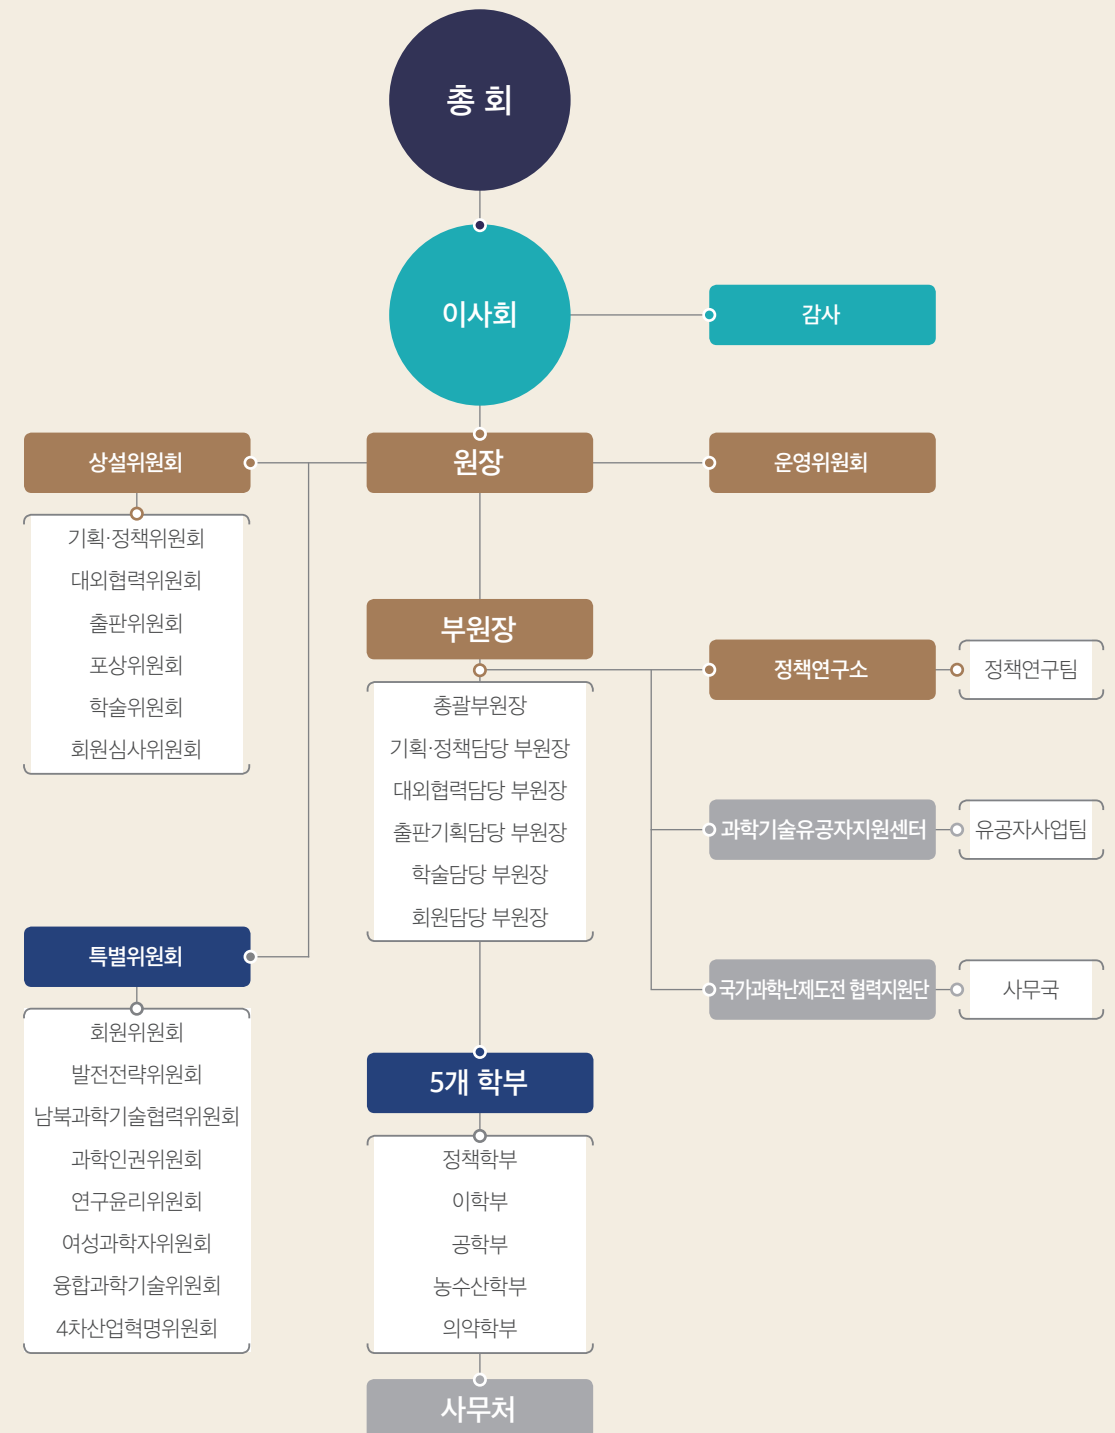 총 회
이사회
감사
상설위원회
원장
운영위원회
기획·정책위원회
대외협력위원회
출판위원회
포상위원회
학술위원회
회원심사위원회
부원장
총괄부원장
기획·정책담당 부원장
대외협력담당 부원장
출판기획담당 부원장
학술담당 부원장
회원담당 부원장
정책연구소
정책연구팀
과학기술유공자지원센터
유공자사업팀
국가과학난제도전 협력지원단
사무국
특별위원회
회원위원회
발전전략위원회
남북과학기술협력위원회
과학인권위원회
연구윤리위원회
여성과학자위원회
융합과학기술위원회
4차산업혁명위원회
5개 학부
정책학부
이학부
공학부
농수산학부
의약학부
사무처